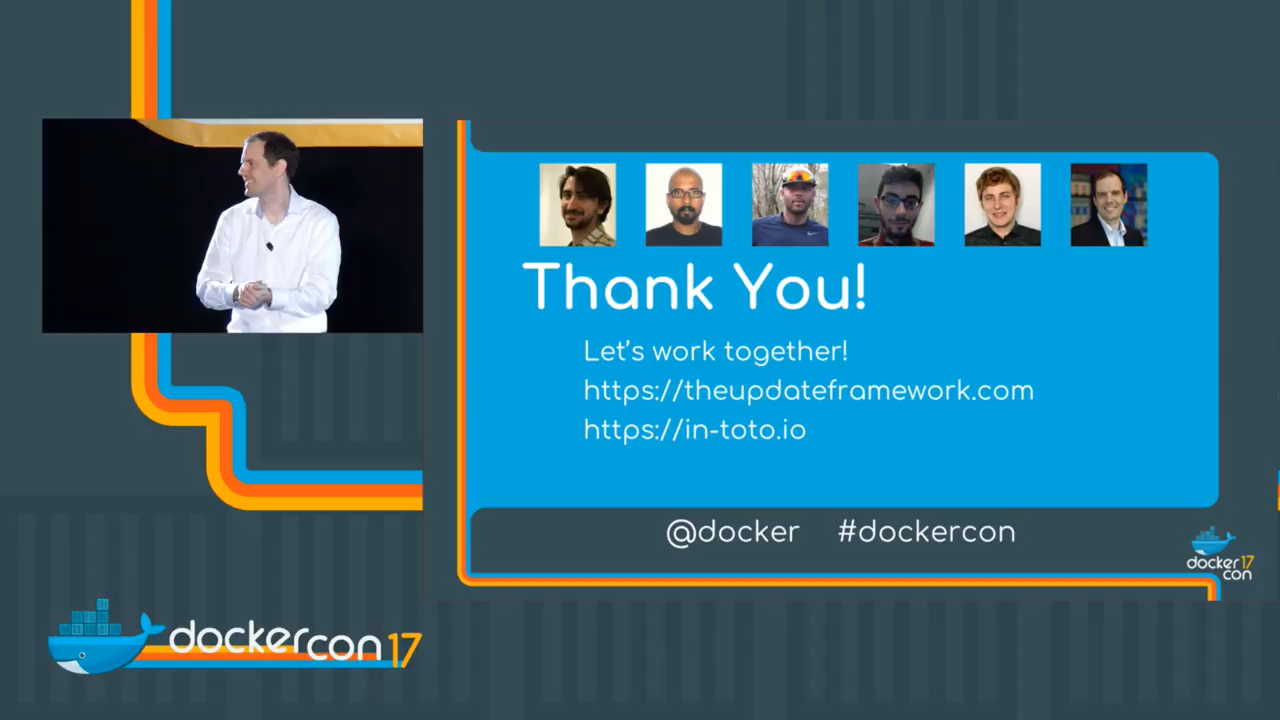 Thank You!
Let's work together!
https://theupdateframework.com
https://in-toto.io
@docker #dockercon
docker 17
con
dockercon 17